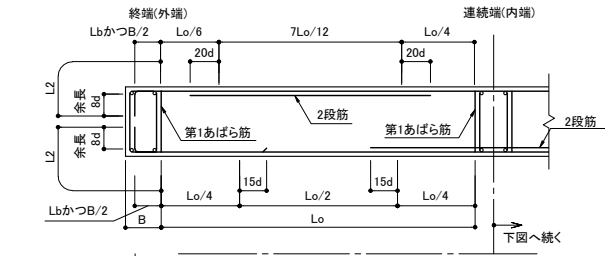 終端(外端)
連続端(内端)
LbかつB/2
Lo/6
7Lo/12
Lo/4
20d
20d
L2
余長
8d
2段筋
第1あばら筋
第1あばら筋
2段筋
L2
余長
8d
15d
15d
Lo/4
Lo/2
Lo/4
LbかつB/2
B
Lo
下図へ続く